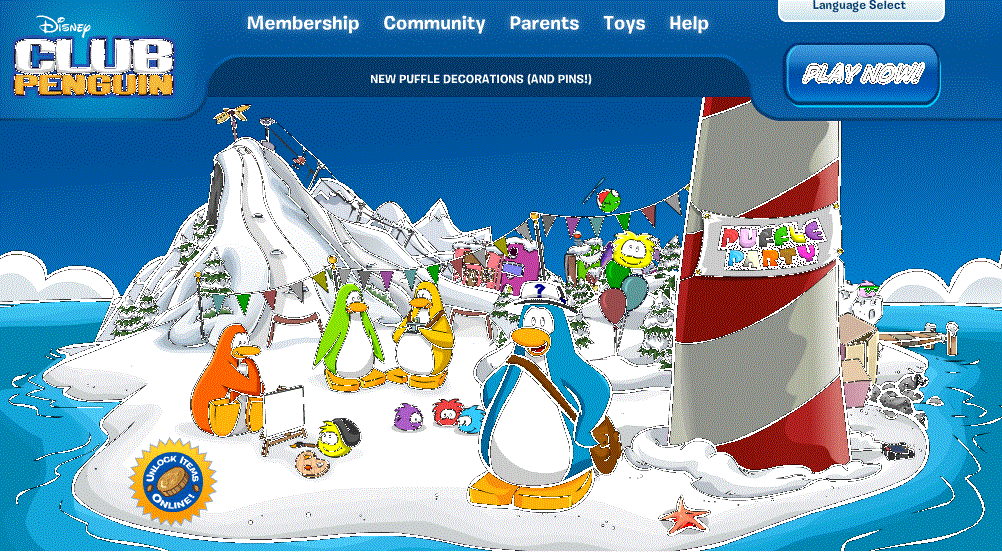 Language Select
Membership Community Parents Toys Help
Disney
CLUB
PENGUIN
PLAY NOW!
NEW PUFFLE DECORATIONS (AND PINS!)
PUFFLE
PARTY
?
UNLOCK ITEMS
ONLINE!